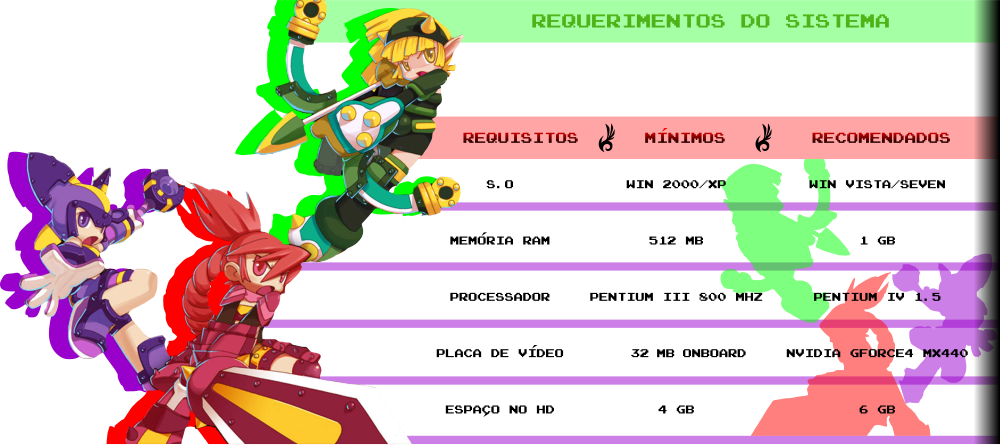 REQUERIMENTOS DO SISTEMA
REQUISITOS MÍNIMOS RECOMENDADOS
S.O WIN 2000/XP WIN VISTA/SEVEN
MEMÓRIA RAM 512 MB 1 GB
PROCESSADOR PENTIUM III 800 MHZ PENTIUM IV 1.5
PLACA DE VÍDEO 32 MB ONBOARD NVIDIA GFORCE4 MX440
ESPAÇO NO HD 4 GB 6 GB